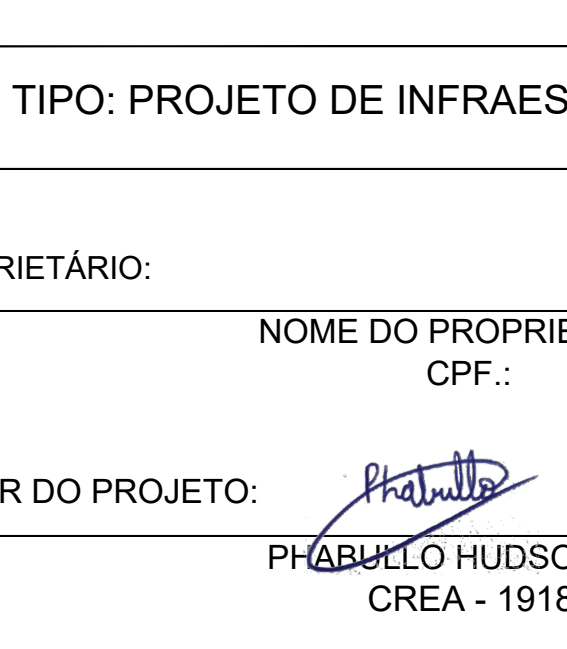 TIPO: PROJETO DE INFRAES
RIETÁRIO:
NOME DO PROPRIE
CPF.:
R DO PROJETO:
Phabullo
PHABULLO HUDSO
CREA - 1918